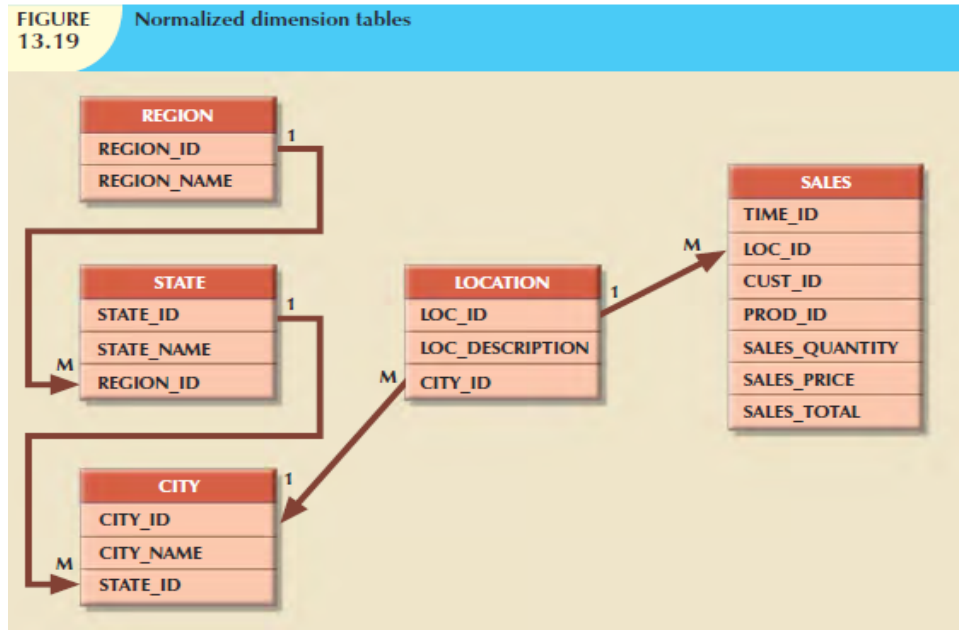 FIGURE
13.19
Normalized dimension tables
REGION
REGION_ID
REGION_NAME
1
STATE
STATE_ID
STATE_NAME
REGION_ID
1
M
CITY
CITY_ID
CITY_NAME
STATE_ID
1
M
LOCATION
LOC_ID
LOC_DESCRIPTION
CITY_ID
1
M
SALES
TIME_ID
LOC_ID
CUST_ID
PROD_ID
SALES_QUANTITY
SALES_PRICE
SALES_TOTAL
M